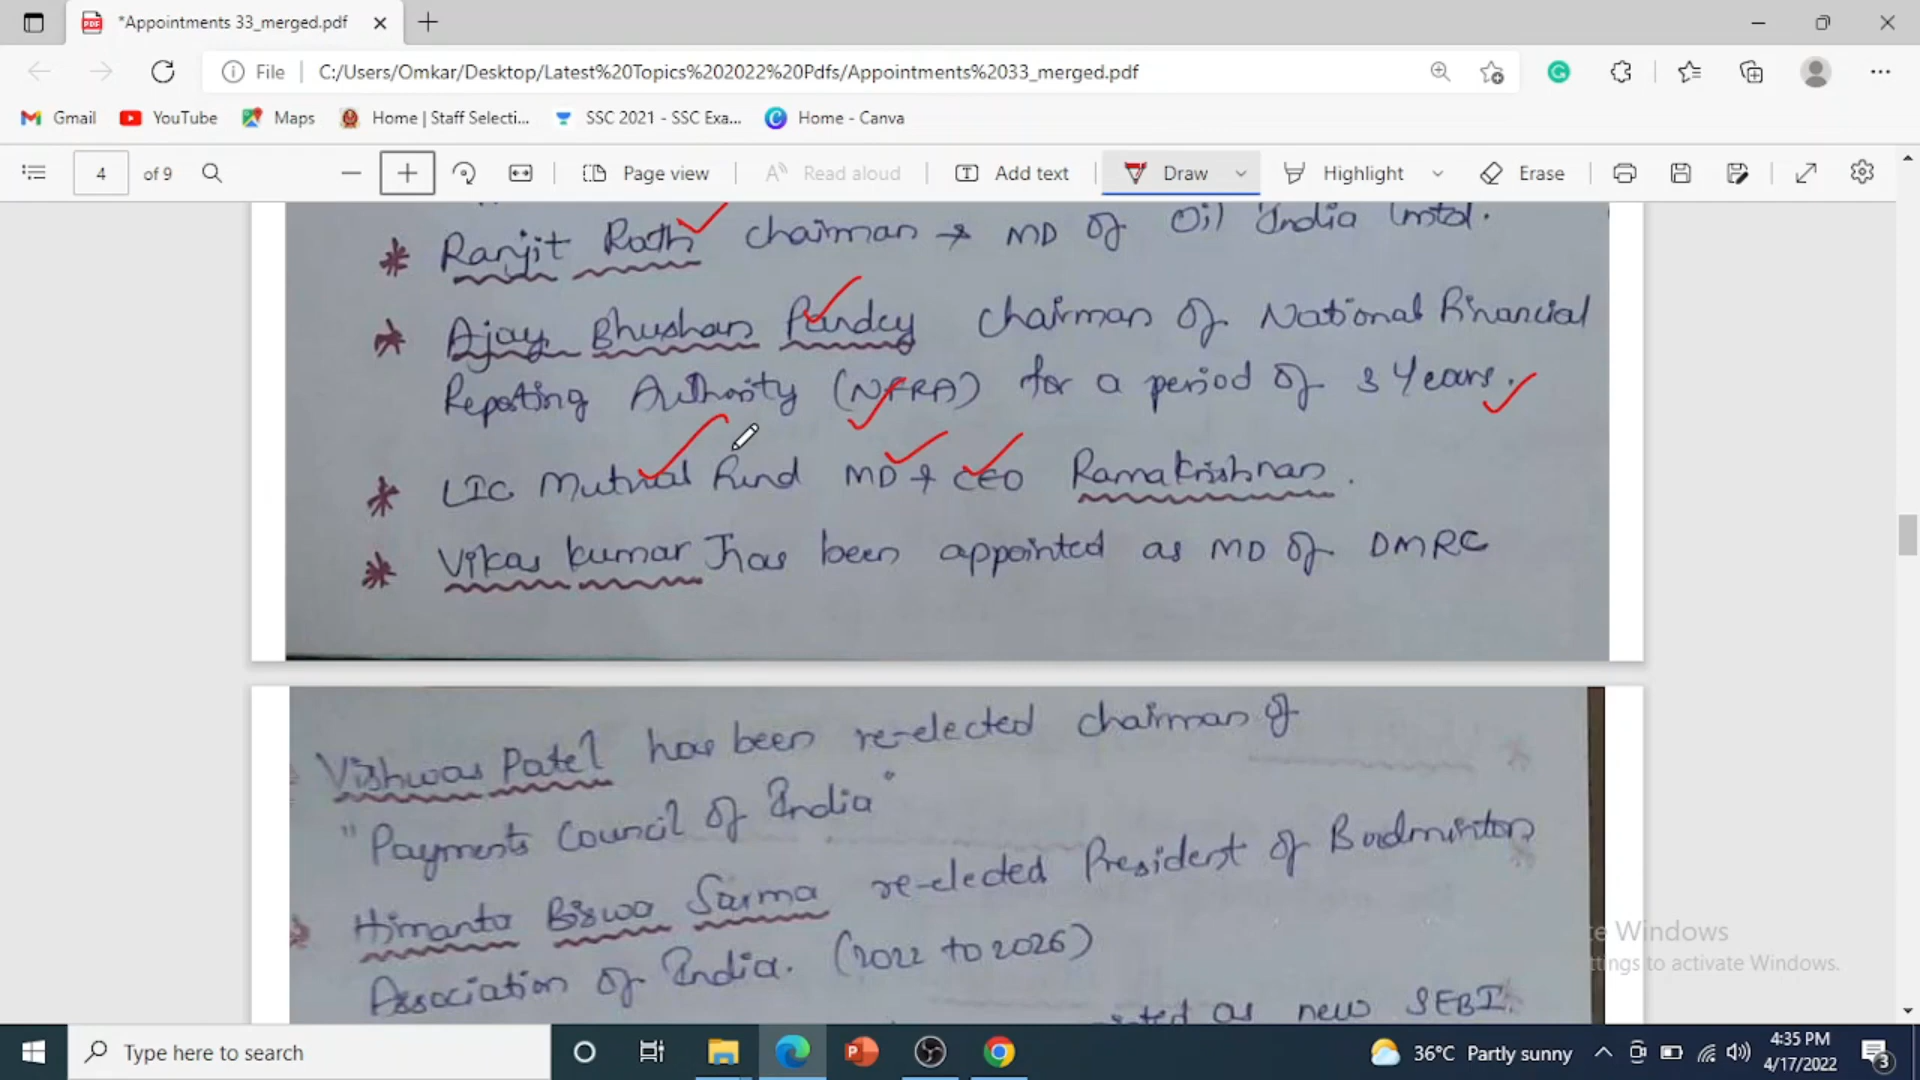 *Appointments 33_merged.pdf
File
C:/Users/Omkar/Desktop/Latest%20Topics%202022%20Pdfs/Appointments%2033_merged.pdf
Gmail
YouTube
Maps
Home | Staff Selecti...
SSC 2021 - SSC Exa...
Home - Canva
4 of 9
Page view
Read aloud
Add text
Draw
Highlight
Erase
Ranjit Rath chairman + MD of Oil India Lmtd.
Ajay Bhushan Pandey chairman of National Financial
Reporting Authority (NFRA) for a period of 3 Years.
LIC Mutual Fund MD + CEO Ramakrishnan.
Vikas Kumar has been appointed as MD of DMRC
Vishwas Patel has been re-elected chairman of
"Payments Council of India"
Himanta Biswa Sarma re-elected President of Badminton
Association of India. (2022 to 2026)
as new SEBI
te Windows
ttings to activate Windows.
Type here to search
36°C Partly sunny
4:35 PM
4/17/2022
3